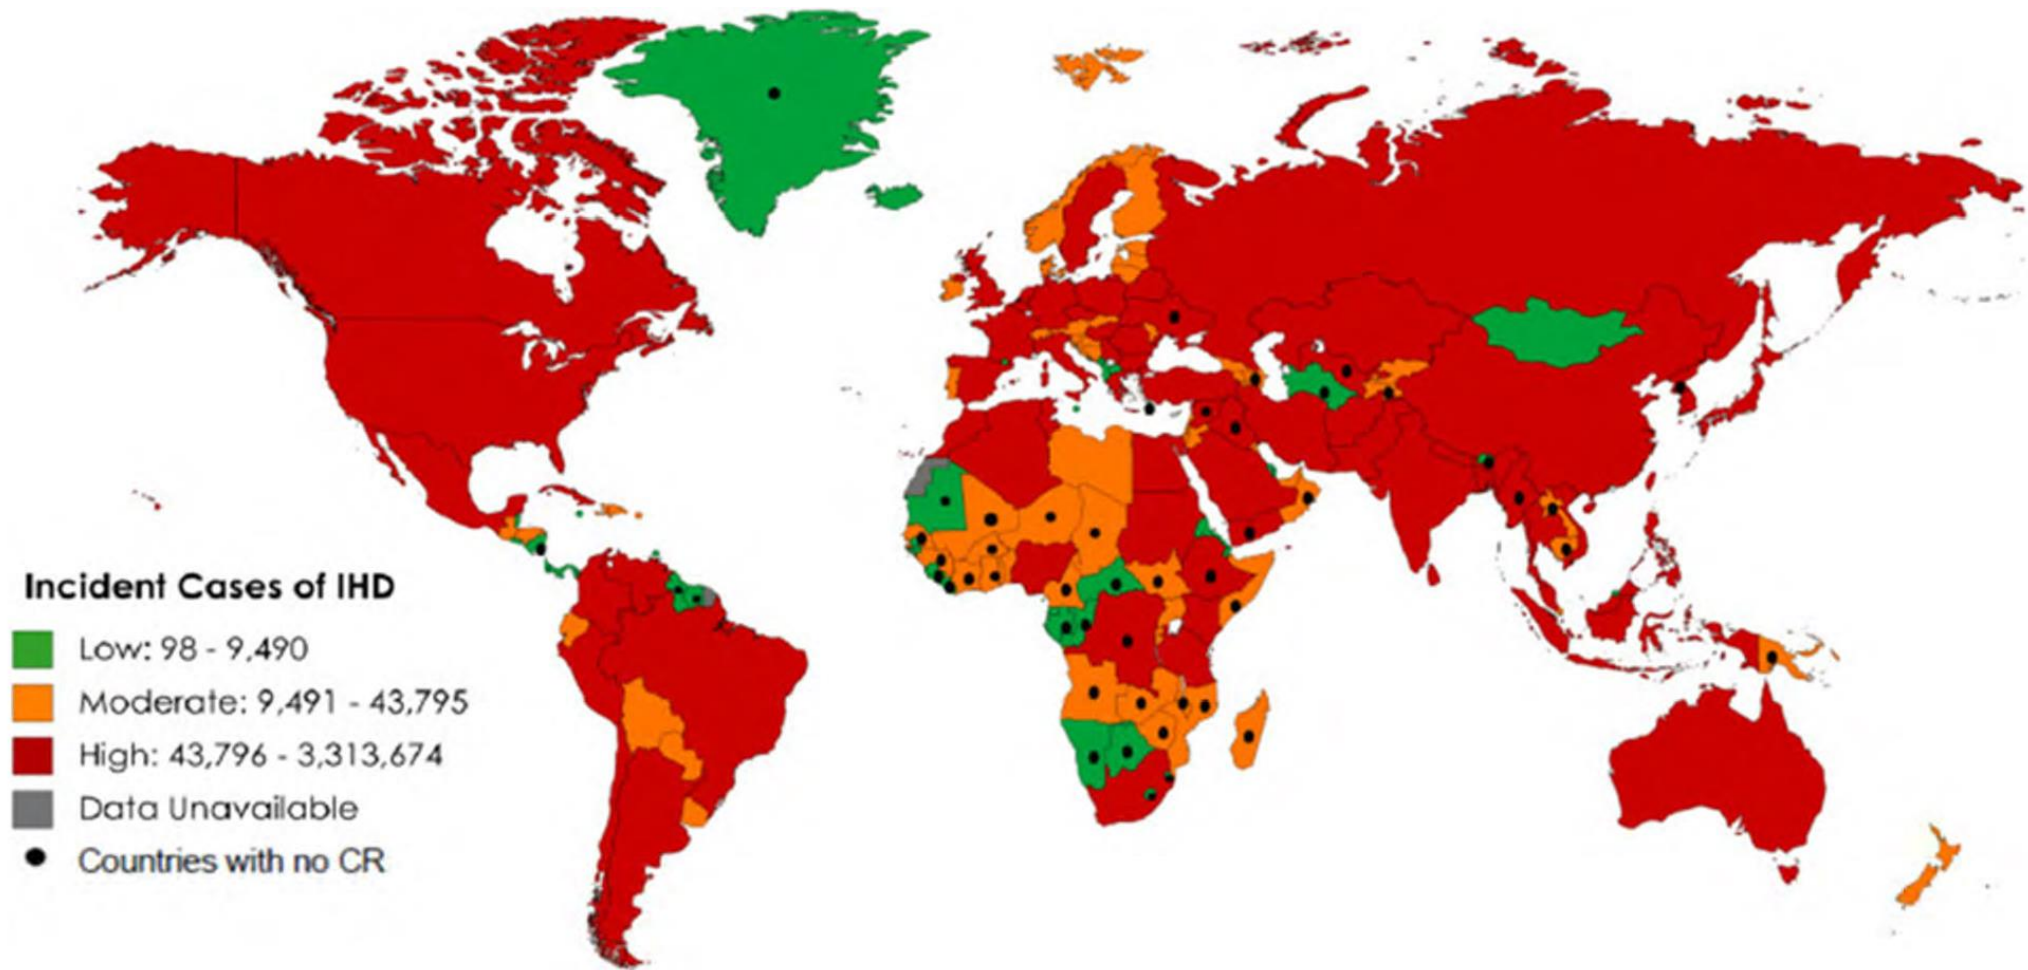 Incident Cases of IHD
Low: 98 - 9,490
Moderate: 9,491 - 43,795
High: 43,796 - 3,313,674
Data Unavailable
Countries with no CR